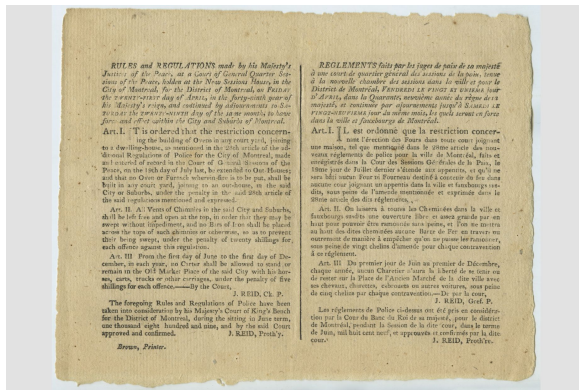 RULES and REGULATIONS made by his Majesty's
Justices of the Peace, at a Court of General Quarter Ses-
sions of the Peace, holden at the New Sessions House, in the
City of Montreal, for the District of Montreal, on FRIDAY
the TWENTY-FIRST day of April, in the forty-ninth year of
his Majesty's reign, and continued by adjournments to SA-
TURDAY the TWENTY-NINTH day of the same month to have
force and effect within the City and Suburbs of Montreal.
Art. I. IT is ordered that the restriction concern-
ing the building of Ovens in any court yard, joining
to a dwelling-house, as mentioned in the 28th article of the ad-
ditional Regulations of Police for the City of Montreal, made
and entered of record in the Court of General Sessions of the
Peace, on the 18th day of July last, be extended to Out-Houses;
and that no Oven or Furnace wherein fire is to be put, shall be
built in any court yard, joining to an out-house, in the said
City or Suburbs, under the penalty in the said 28th article of
the said regulations mentioned and expressed.
Art. II. All Vents of Chimnies in the said City and Suburbs,
shall be left free and open at the top, in order that they may be
swept without impediment, and no Bars of Iron shall be placed
across the tops of such chimnies or otherwise, so as to prevent
their being swept, under the penalty of twenty shillings for
each offence against this regulation.
Art. III From the first day of June to the first day of De-
cember, in each year, no Carter shall be allowed to stand or
remain in the Old Market Place of the said City with his hor-
ses, carts, trucks or other carriages, under the penalty of five
shillings for each offence.——By the Court,
J. REID, Ch. P.
The foregoing Rules and Regulations of Police have been
taken into consideration by his Majesty's Court of King's Bench
for the District of Montreal, during the sitting in June term,
one thousand eight hundred and nine, and by the said Court
approved and confirmed. J. REID, Proth'y.
Brown, Printer.
REGLEMENTS faits par les juges de paix de sa majesté
à une court de quartier général des sessions de la paix, tenue
à la nouvelle chambre des sessions dans la ville et pour le
District de Montréal, VENDREDI LE VINGT ET UNIEME jour
d'Avril, dans la Quarante, neuvième année du règne de sa
majesté, et continuée par ajournements jusqu'à SAMEDI LE
VINGT-NEUVIEME jour du même mois, les quels seront en force
dans la ville et fauxbourgs de Montréal.
Art. I. IL est ordonné que la restriction concer-
nant l'érection des Fours dans toute court joignant
une maison, tel que mentionné dans le 28me article des nou-
veaux réglements de police pour la ville de Montréal, faits et
enrégistrés dans la Cour des Sessions Générales de la Paix, le
18me jour de Juillet dernier s'étende aux appentis, et qu'il ne
sera bâti aucun Four ou Fourneau destiné à contenir du feu dans
aucune cour joignant un appentis dans la ville et fauxbourgs sus-
dits, sous peine de l'amende mentionnée et exprimée dans le
28me article des dits réglements.
Art. II. On laissera à toutes les Cheminées dans la ville et
fauxbourgs susdits une ouverture libre et assez grande par en
haut pour pouvoir être ramonnée sans peine, et l'on ne mettra
au haut des dites cheminées aucune Barre de Fer en travers ou
autrement de maniere à empêcher qu'on ne puisse les ramonner,
sous peine de vingt chelins d'amende pour chaque contravention
à ce réglement.
Art. III Du premier jour de Juin au premier de Décembre,
chaque année, aucun Charetier n'aura la liberté de se tenir ou
de rester sur la Place de l'Ancien Marché de la dite ville avec
ses chevaux, charettes, cabrouets ou autres voitures, sous peine
de cinq chelins par chaque contravention.—De par la cour,
J. REID, Gref. P.
Les réglements de Police ci-dessus ont été pris en considéra-
tion par la Cour du Banc du Roi de sa majesté, pour le district
de Montréal, pendant la Session de la dite cour, dans le terme
de Juin, mil huit cent neuf, et approuvés et confirmés par la dite
cour. J. REID, Proth're.